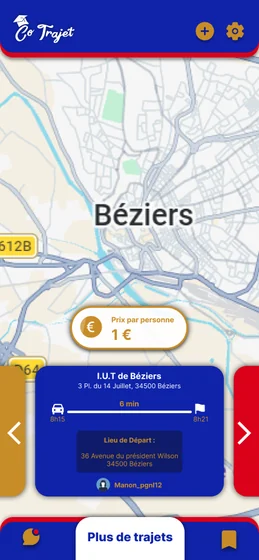 Co Trajet
Béziers
612B
D64
Prix par personne
€ 1 €
I.U.T de Béziers
3 Pl. du 14 Juillet, 34500 Béziers
6 min
8h15 8h21
Lieu de Départ :
36 Avenue du président Wilson
34500 Béziers
Manon_pgnf12
Plus de trajets